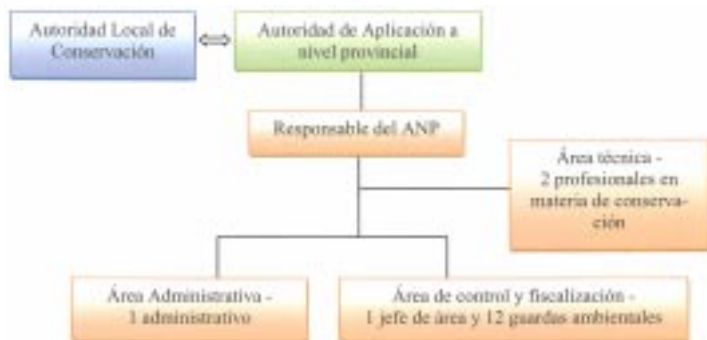 Autoridad Local de
Conservación
Autoridad de Aplicación a
nivel provincial
Responsable del ANP
Área técnica -
2 profesionales en
materia de conserva-
ción
Área Administrativa -
1 administrativo
Área de control y fiscalización -
1 jefe de área y 12 guardas ambientales